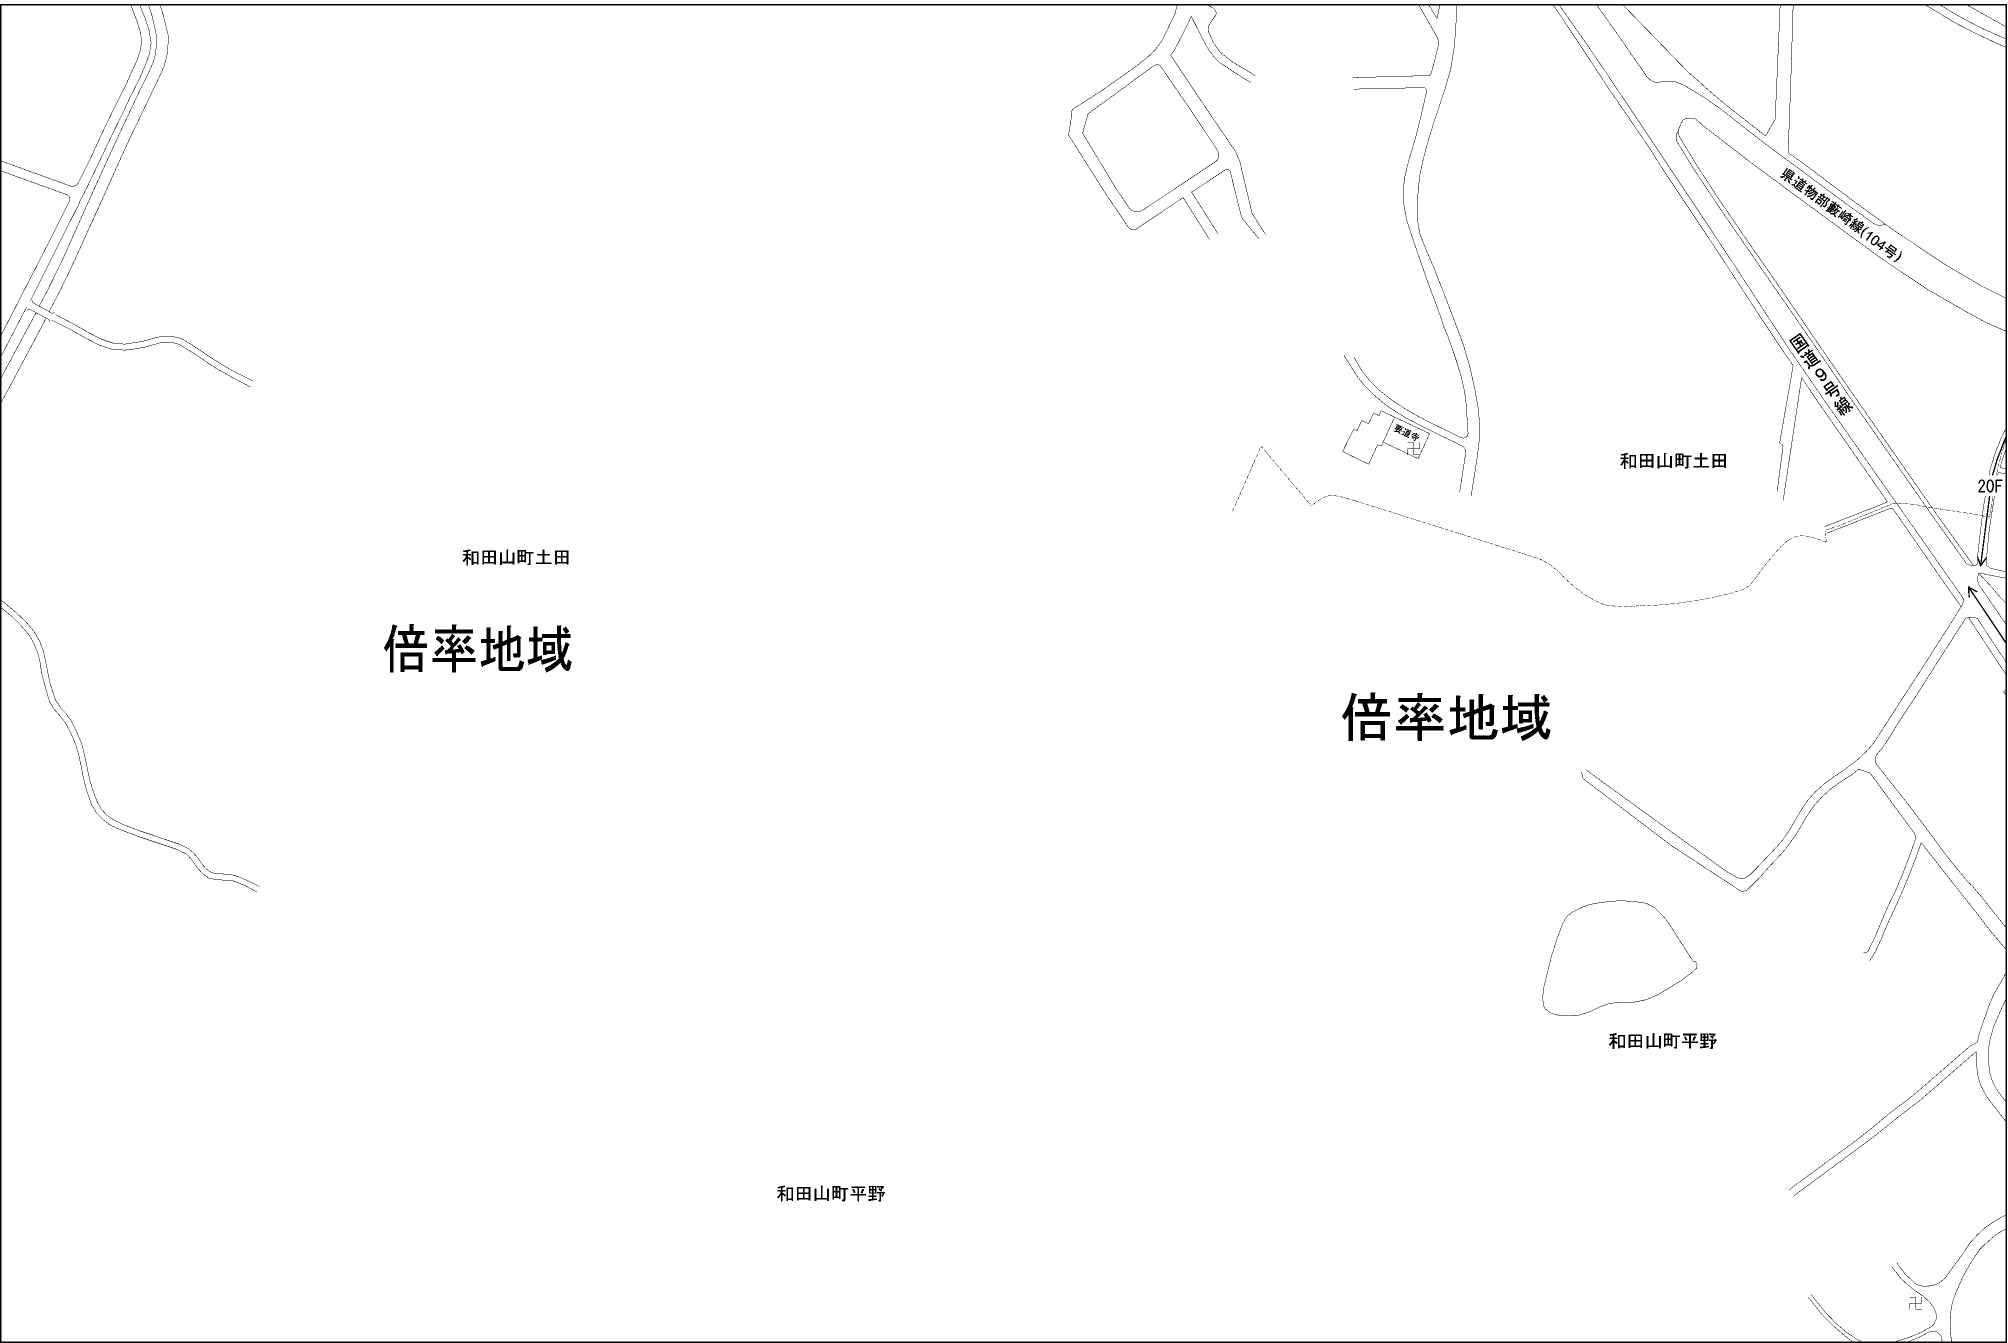 県道物部藪崎線(104号)
国道9号線
要道寺
和田山町土田
20F
和田山町土田
倍率地域
倍率地域
和田山町平野
和田山町平野